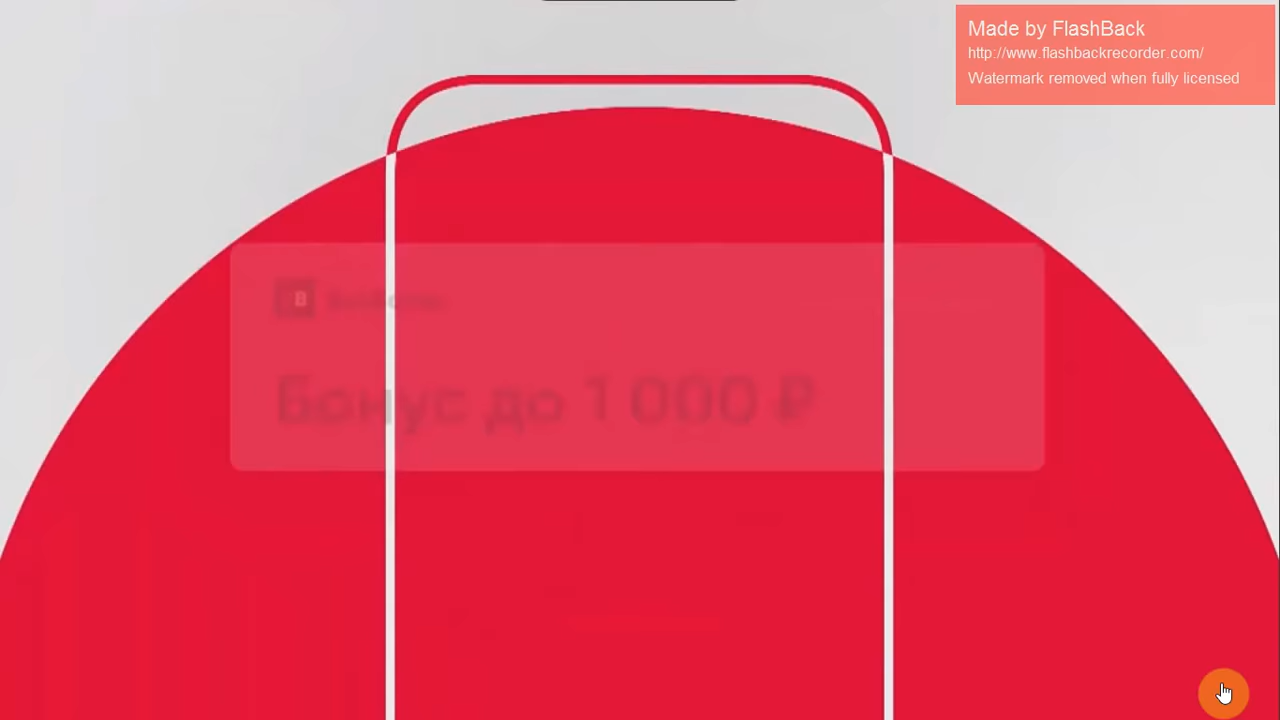 Made by FlashBack
http://www.flashbackrecorder.com/
Watermark removed when fully licensed
B
Бонус до 1 000 ₽